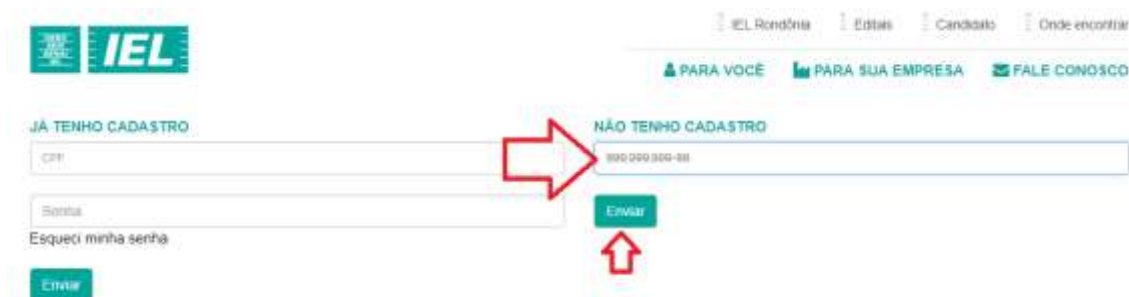 IEL
IEL Rondônia Editais Candidato Onde encontrar
PARA VOCÊ PARA SUA EMPRESA FALE CONOSCO
JÁ TENHO CADASTRO
CPF
Senha
Esqueci minha senha
Enviar
NÃO TENHO CADASTRO
999.999.999-99
Enviar